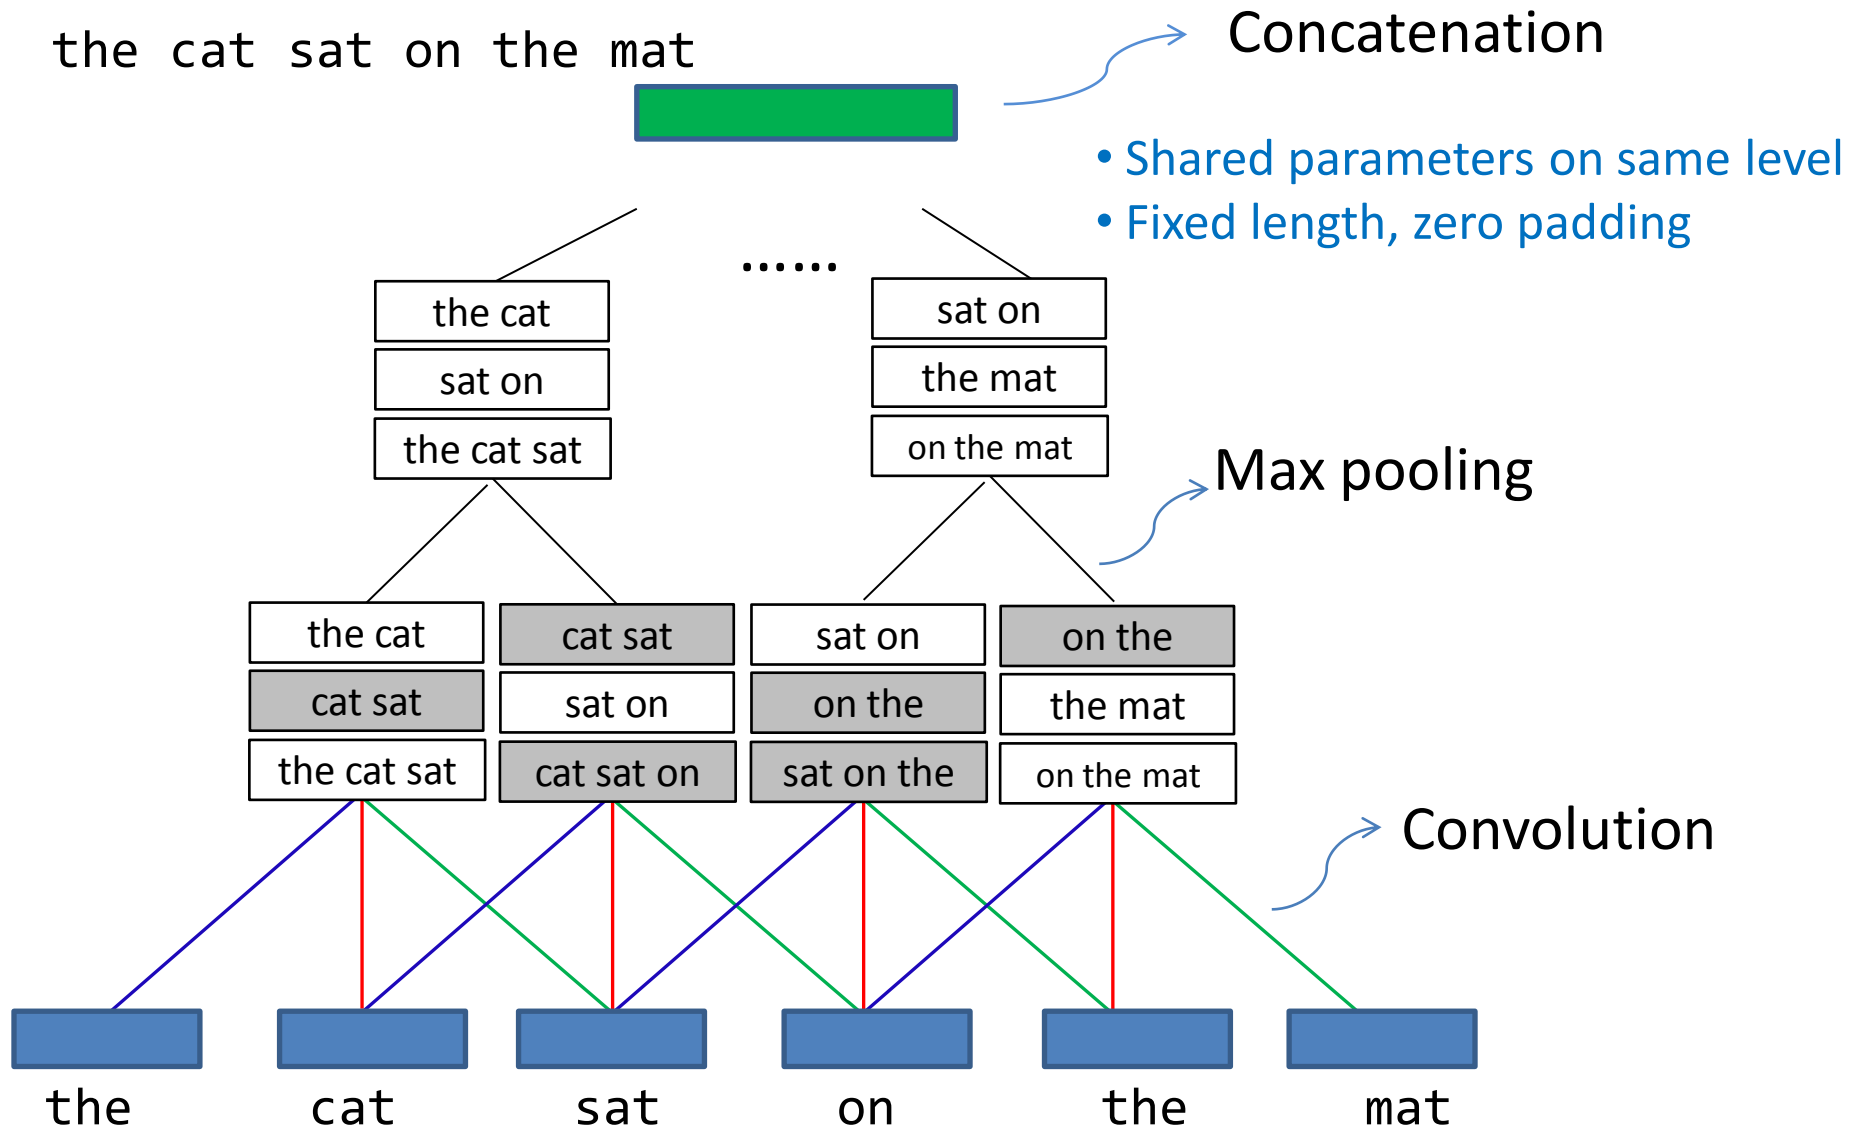 the cat sat on the mat
Concatenation
• Shared parameters on same level
• Fixed length, zero padding
......
the cat
sat on
the cat sat
sat on
the mat
on the mat
Max pooling
the cat
cat sat
the cat sat
cat sat
sat on
cat sat on
sat on
on the
sat on the
on the
the mat
on the mat
Convolution
the cat sat on the mat